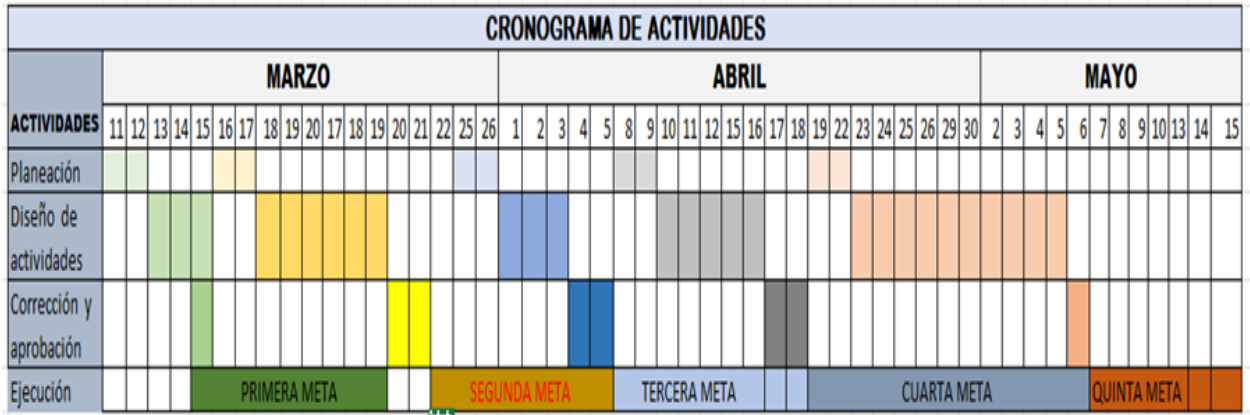 CRONOGRAMA DE ACTIVIDADES
MARZO ABRIL MAYO
ACTIVIDADES 11 12 13 14 15 16 17 18 19 20 17 18 19 20 21 22 25 26 1 2 3 4 5 8 9 10 11 12 15 16 17 18 19 22 23 24 25 26 29 30 2 3 4 5 6 7 8 9 10 13 14 15
Planeación
Diseño de
actividades
Corrección y
aprobación
Ejecución PRIMERA META SEGUNDA META TERCERA META CUARTA META QUINTA META